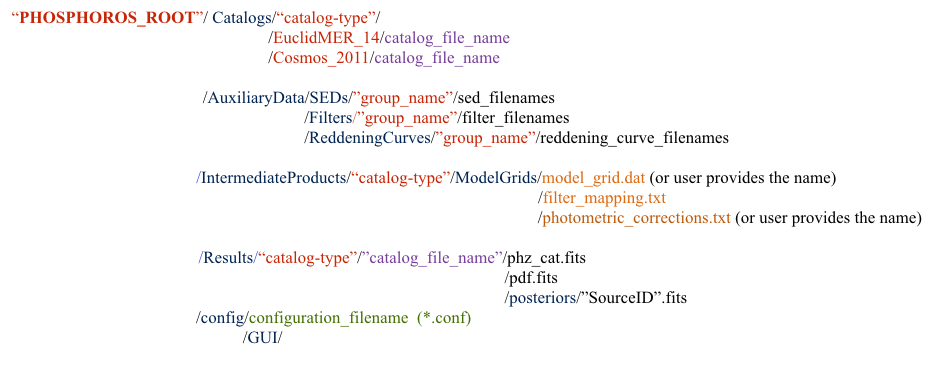 “PHOSPHOROS_ROOT”/ Catalogs/“catalog-type”/
/EuclidMER_14/catalog_file_name
/Cosmos_2011/catalog_file_name
/AuxiliaryData/SEDs/”group_name”/sed_filenames
/Filters/”group_name”/filter_filenames
/ReddeningCurves/”group_name”/reddening_curve_filenames
/IntermediateProducts/“catalog-type”/ModelGrids/model_grid.dat (or user provides the name)
/filter_mapping.txt
/photometric_corrections.txt (or user provides the name)
/Results/“catalog-type”/”catalog_file_name”/phz_cat.fits
/pdf.fits
/posteriors/”SourceID”.fits
/config/configuration_filename (*.conf)
/GUI/